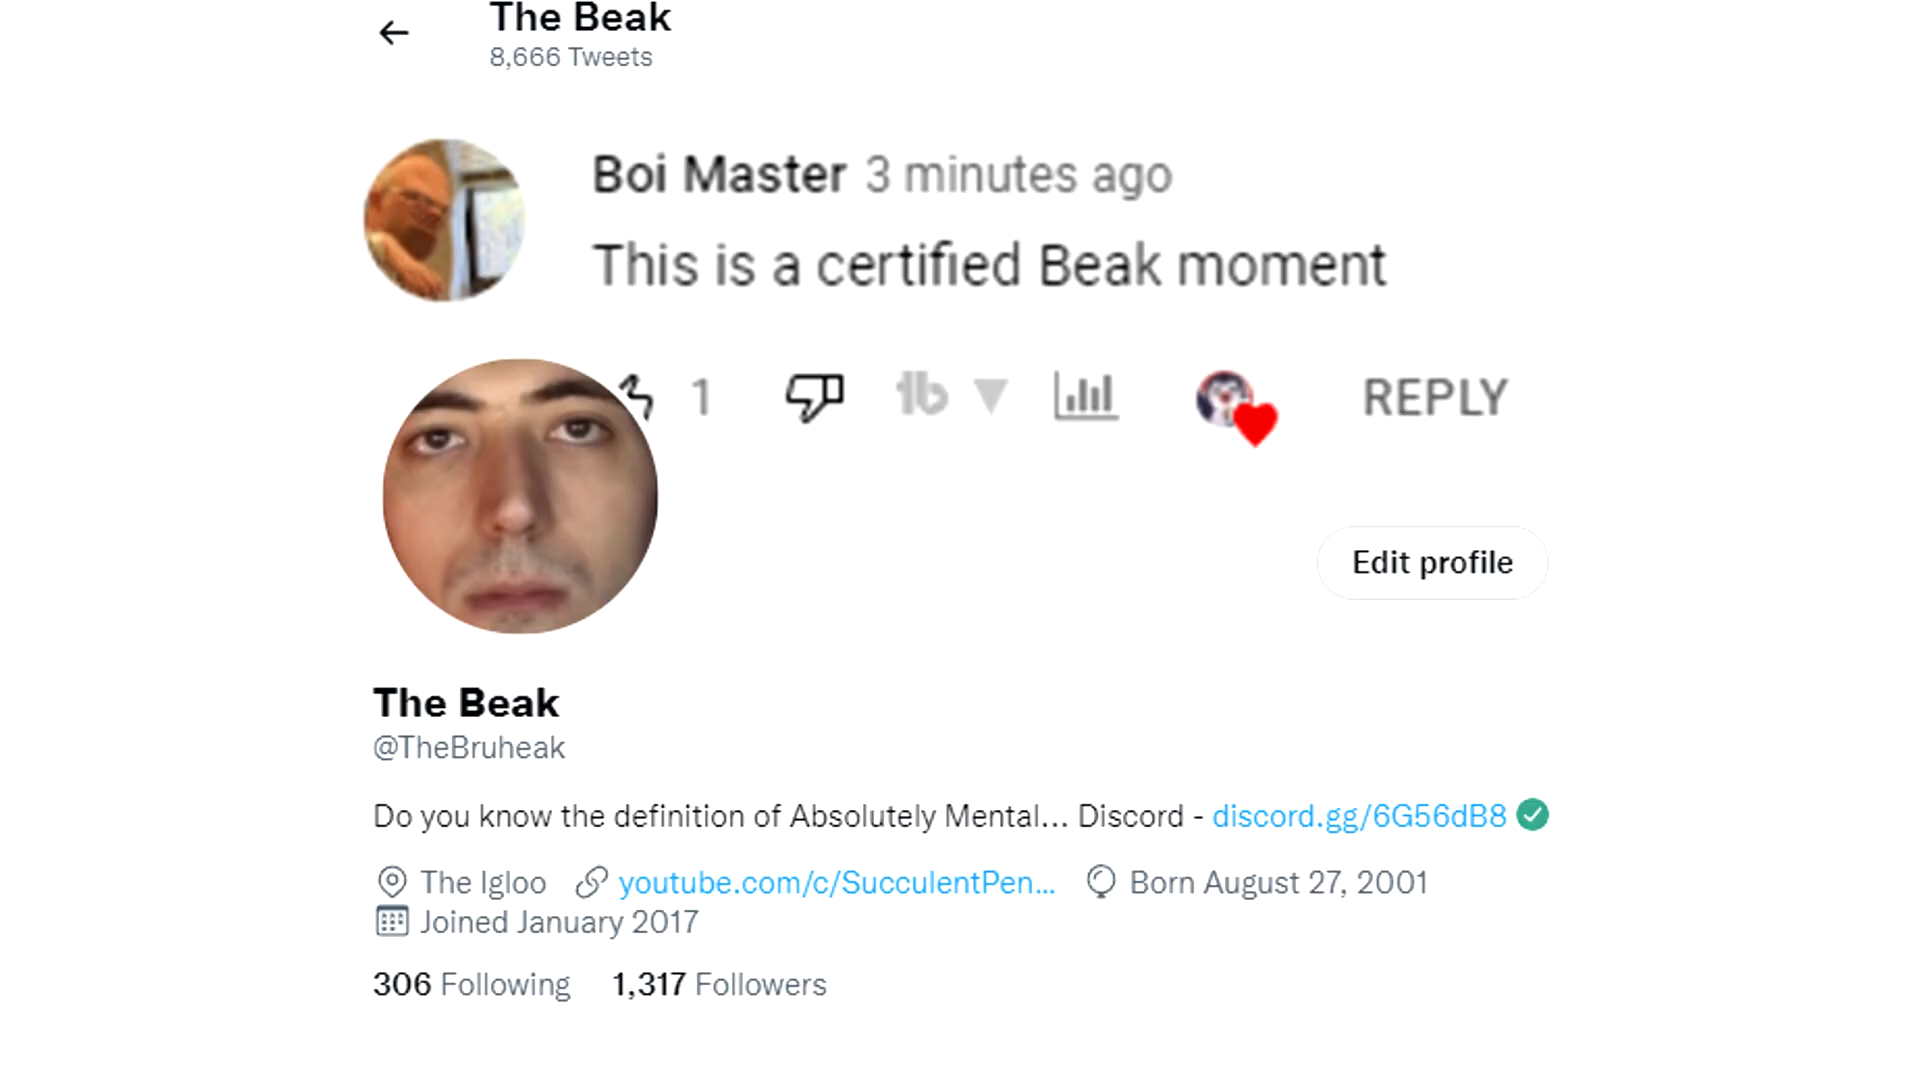 The Beak
8,666 Tweets
Boi Master 3 minutes ago
This is a certified Beak moment
1 REPLY
Edit profile
The Beak
@TheBruheak
Do you know the definition of Absolutely Mental... Discord - discord.gg/6G56dB8
The Igloo youtube.com/c/SucculentPen... Born August 27, 2001
Joined January 2017
306 Following 1,317 Followers